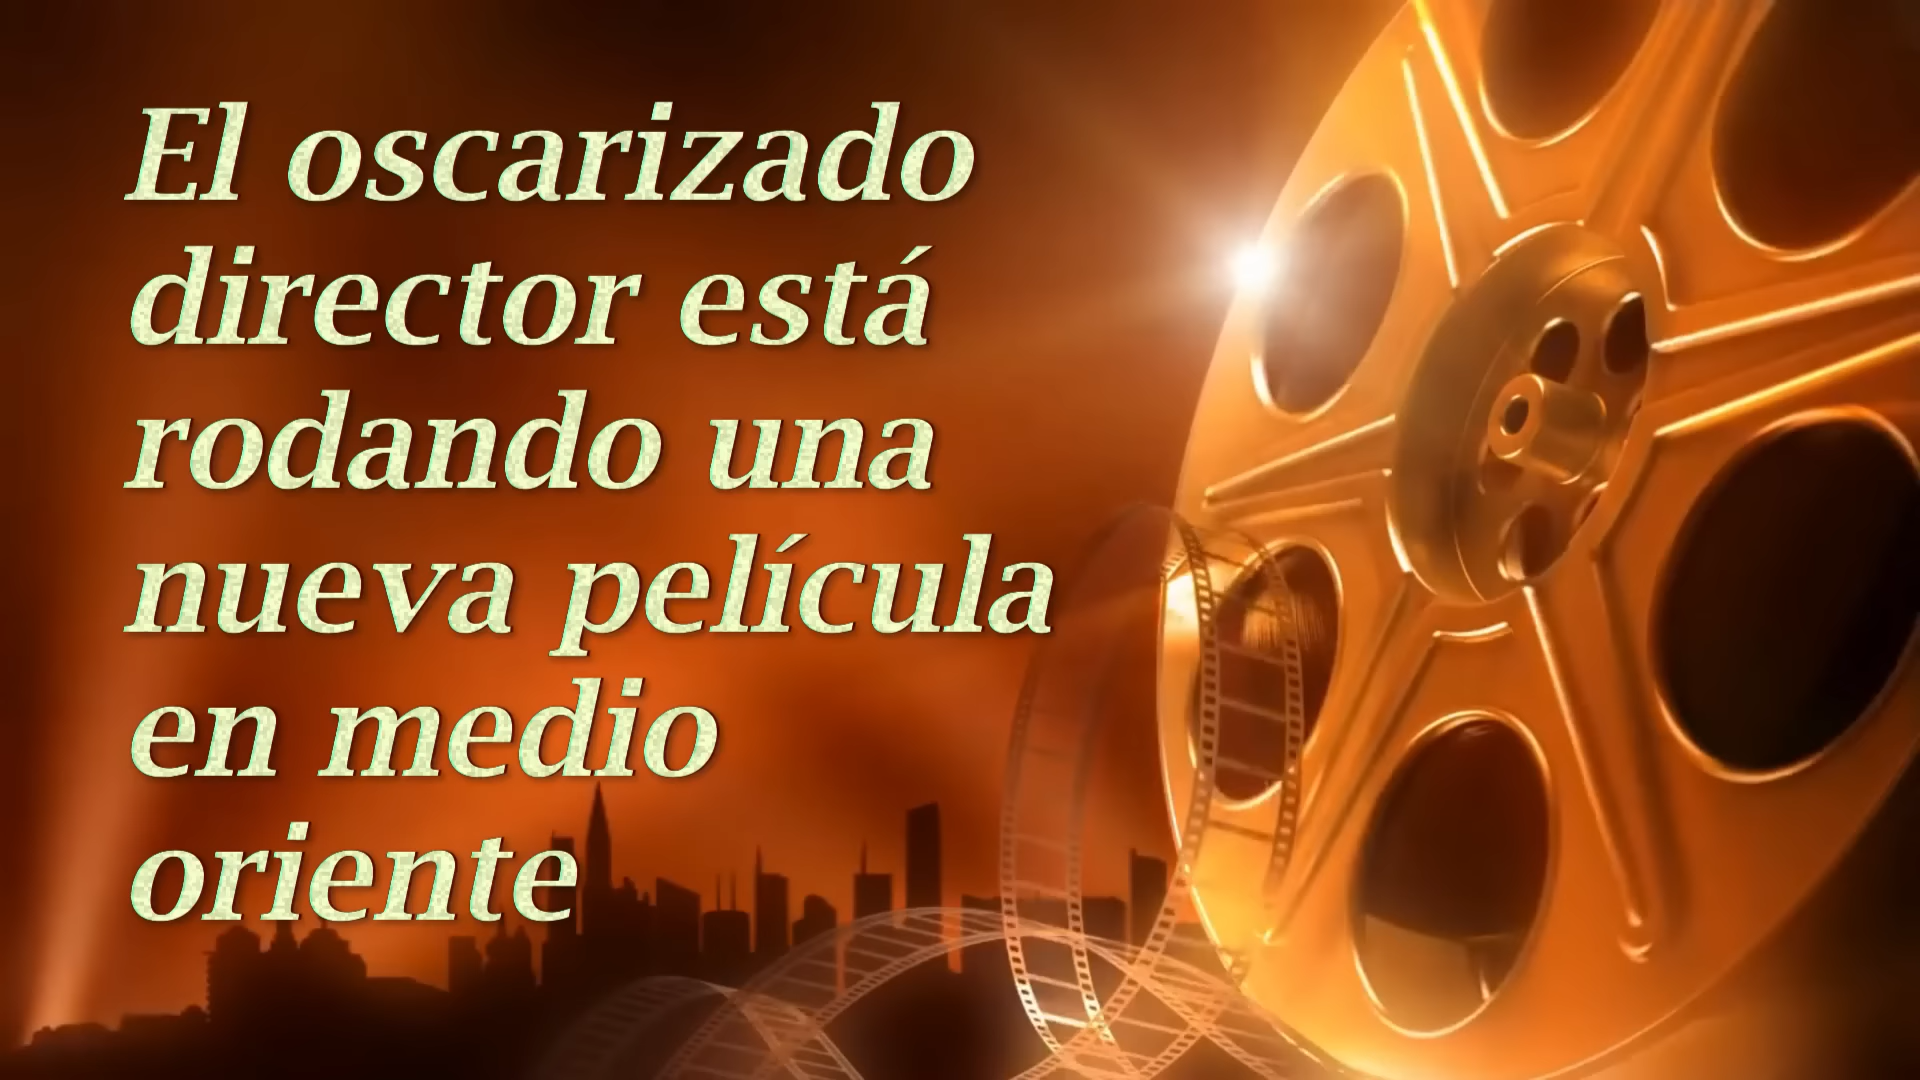 El oscarizado
director está
rodando una
nueva película
en medio
oriente